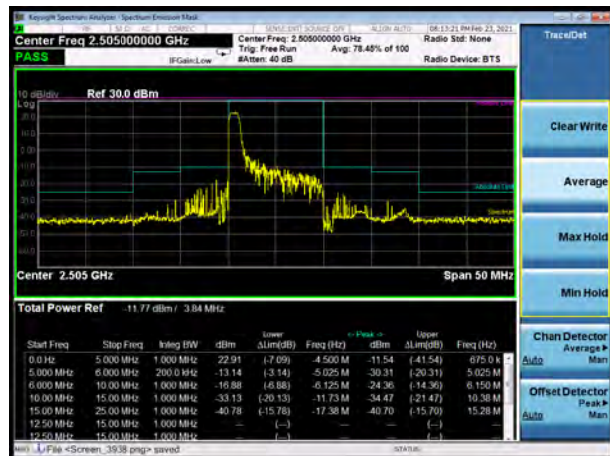 Keysight Spectrum Analyzer - Spectrum Emission Mask
SENSE:EXT SOURCE OFF ALIGN AUTO 06:13:21 PM Feb 23, 2021
Center Freq 2.505000000 GHz Center Freq: 2.505000000 GHz Radio Std: None Trace/Det
Trig: Free Run Avg: 78.45% of 100
PASS IFGain:Low #Atten: 40 dB Radio Device: BTS
10 dB/div Ref 30.0 dBm
Log
Clear Write
Average
Absolute Limit
Spectrum
Max Hold
Center 2.505 GHz Span 50 MHz
Min Hold
Total Power Ref -11.77 dBm / 3.84 MHz
Lower <- Peak -> Upper
Start Freq Stop Freq Integ BW dBm ΔLim(dB) Freq (Hz) dBm ΔLim(dB) Freq (Hz)
0.0 Hz 5.000 MHz 1.000 MHz 22.91 (-7.09) -4.500 M -11.54 (-41.54) 675.0 k
5.000 MHz 6.000 MHz 200.0 kHz -13.14 (-3.14) -5.025 M -30.31 (-20.31) 5.025 M
6.000 MHz 10.00 MHz 1.000 MHz -16.88 (-6.88) -6.125 M -24.36 (-14.36) 6.150 M
10.00 MHz 15.00 MHz 1.000 MHz -33.13 (-20.13) -11.73 M -34.47 (-21.47) 10.38 M
15.00 MHz 25.00 MHz 1.000 MHz -40.78 (-15.78) -17.38 M -40.70 (-15.70) 15.28 M
12.50 MHz 15.00 MHz 1.000 MHz --- (---) --- (---)
12.50 MHz 15.00 MHz 1.000 MHz --- (---) --- (---)
Chan Detector
Average
Auto Man
Offset Detector
Peak
Auto Man
MSG File <Screen_3938.png> saved STATUS